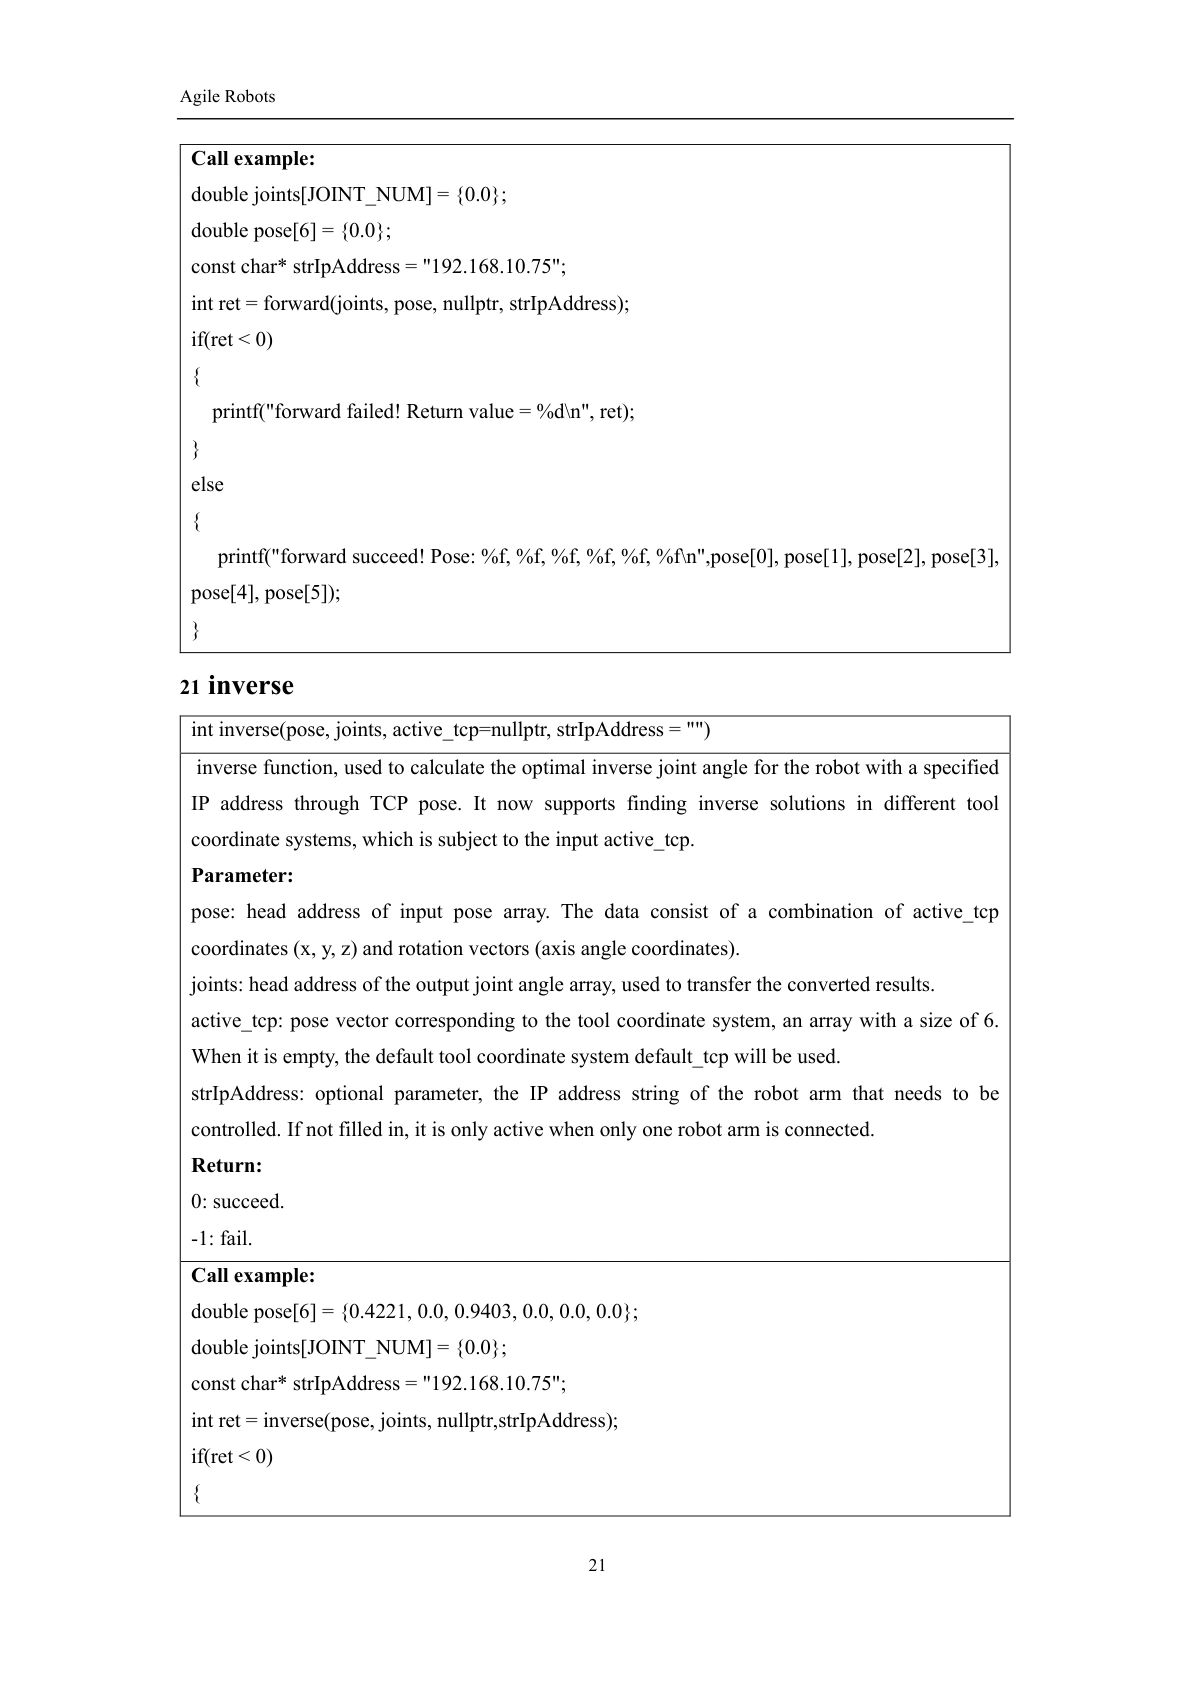 Agile Robots
Call example:
double joints[JOINT_NUM] = {0.0};
double pose[6] = {0.0};
const char* strIpAddress = "192.168.10.75";
int ret = forward(joints, pose, nullptr, strIpAddress);
if(ret < 0)
{
printf("forward failed! Return value = %d\n", ret);
}
else
{
printf("forward succeed! Pose: %f, %f, %f, %f, %f, %f\n",pose[0], pose[1], pose[2], pose[3],
pose[4], pose[5]);
}
21 inverse
int inverse(pose, joints, active_tcp=nullptr, strIpAddress = "")
inverse function, used to calculate the optimal inverse joint angle for the robot with a specified
IP address through TCP pose. It now supports finding inverse solutions in different tool
coordinate systems, which is subject to the input active_tcp.
Parameter:
pose: head address of input pose array. The data consist of a combination of active_tcp
coordinates (x, y, z) and rotation vectors (axis angle coordinates).
joints: head address of the output joint angle array, used to transfer the converted results.
active_tcp: pose vector corresponding to the tool coordinate system, an array with a size of 6.
When it is empty, the default tool coordinate system default_tcp will be used.
strIpAddress: optional parameter, the IP address string of the robot arm that needs to be
controlled. If not filled in, it is only active when only one robot arm is connected.
Return:
0: succeed.
-1: fail.
Call example:
double pose[6] = {0.4221, 0.0, 0.9403, 0.0, 0.0, 0.0};
double joints[JOINT_NUM] = {0.0};
const char* strIpAddress = "192.168.10.75";
int ret = inverse(pose, joints, nullptr,strIpAddress);
if(ret < 0)
{
21